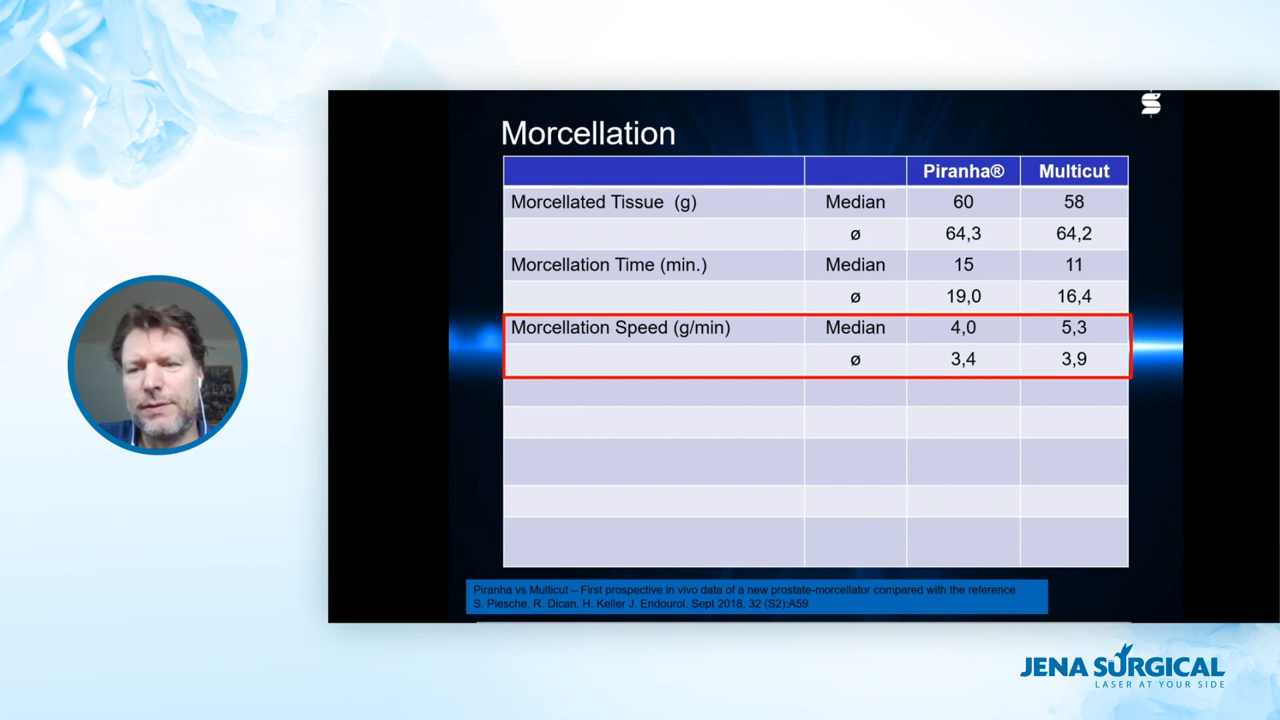 Morcellation
Piranha® Multicut
Morcellated Tissue (g) Median 60 58
ø 64,3 64,2
Morcellation Time (min.) Median 15 11
ø 19,0 16,4
Morcellation Speed (g/min) Median 4,0 5,3
ø 3,4 3,9
Piranha vs Multicut – First prospective in vivo data of a new prostate-morcellator compared with the reference
S. Piesche, R. Dican, H. Keller J. Endourol. Sept 2018, 32 (S2):A59
JENA SURGICAL
LASER AT YOUR SIDE